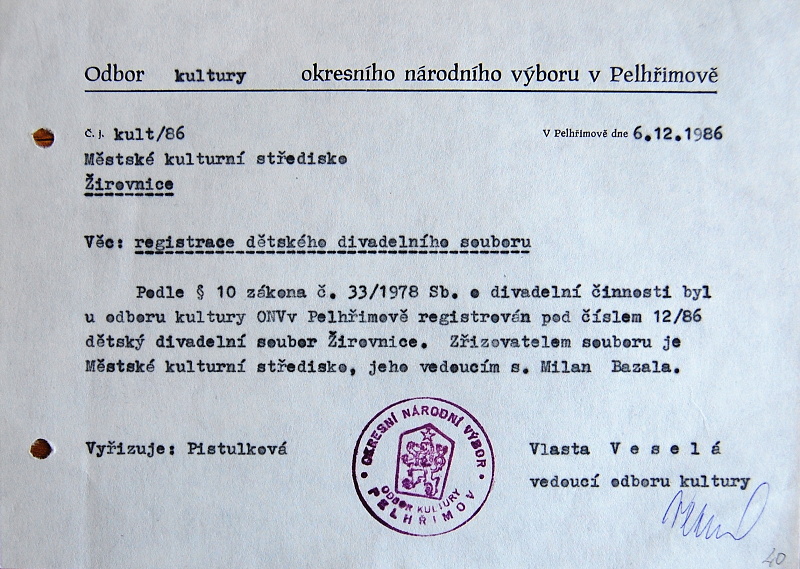 Odbor kultury okresního národního výboru v Pelhřimově
Č. j. kult/86 V Pelhřimově dne 6.12.1986
Městské kulturní středisko
Žirovnice
Věc: registrace dětského divadelního souboru
Podle § 10 zákona č. 33/1978 Sb. o divadelní činnosti byl
u odboru kultury ONVv Pelhřimově registrován pod číslem 12/86
dětský divadelní soubor Žirovnice. Zřizovatelem souboru je
Městské kulturní středisko, jeho vedoucím s. Milan Bazala.
Vyřizuje: Pistulková
OKRESNÍ NÁRODNÍ VÝBOR
ODBOR KULTURY
PELHŘIMOV
Vlasta V e s e l á
vedoucí odboru kultury
40